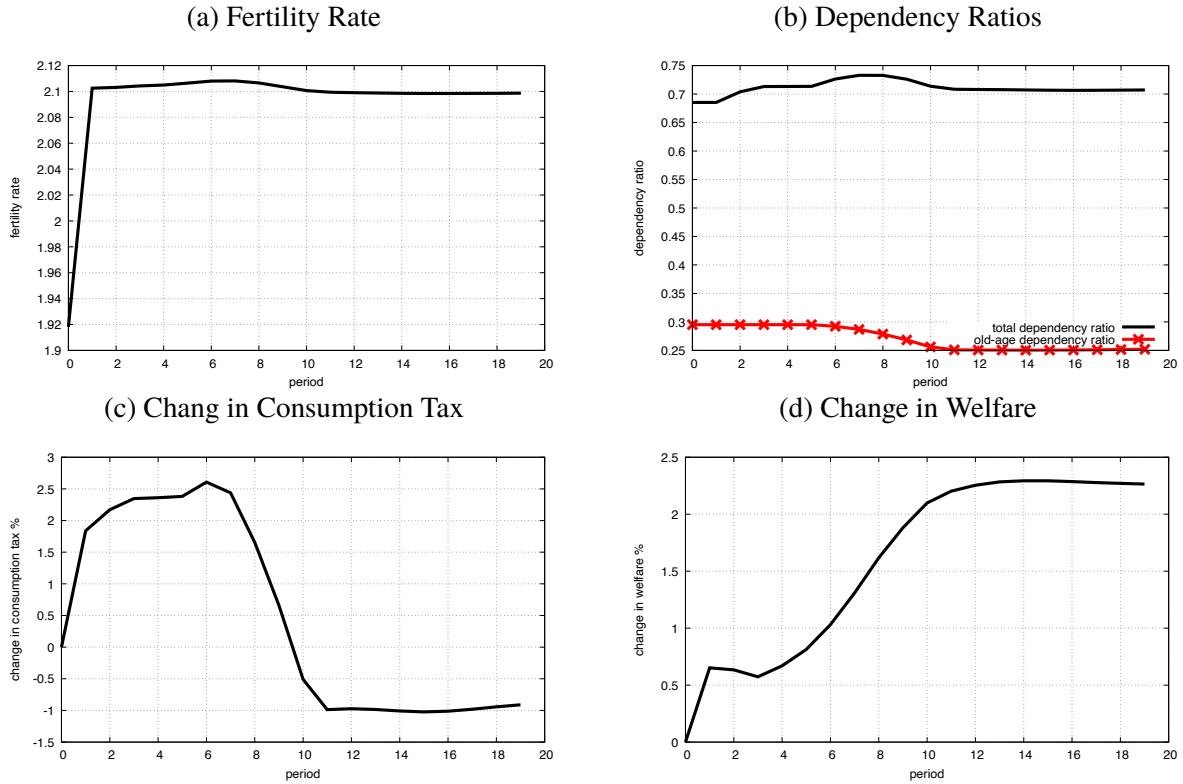 (a) Fertility Rate
2.12
2.1
2.08
2.06
2.04
2.02
2
1.98
1.96
1.94
1.92
1.9
0 2 4 6 8 10 12 14 16 18 20
fertility rate
period
(b) Dependency Ratios
0.75
0.7
0.65
0.6
0.55
0.5
0.45
0.4
0.35
0.3
0.25
0 2 4 6 8 10 12 14 16 18 20
dependency ratio
period
total dependency ratio
old-age dependency ratio
(c) Chang in Consumption Tax
3
2.5
2
1.5
1
0.5
0
-0.5
-1
-1.5
0 2 4 6 8 10 12 14 16 18 20
change in consumption tax %
period
(d) Change in Welfare
2.5
2
1.5
1
0.5
0
0 2 4 6 8 10 12 14 16 18 20
change in welfare %
period